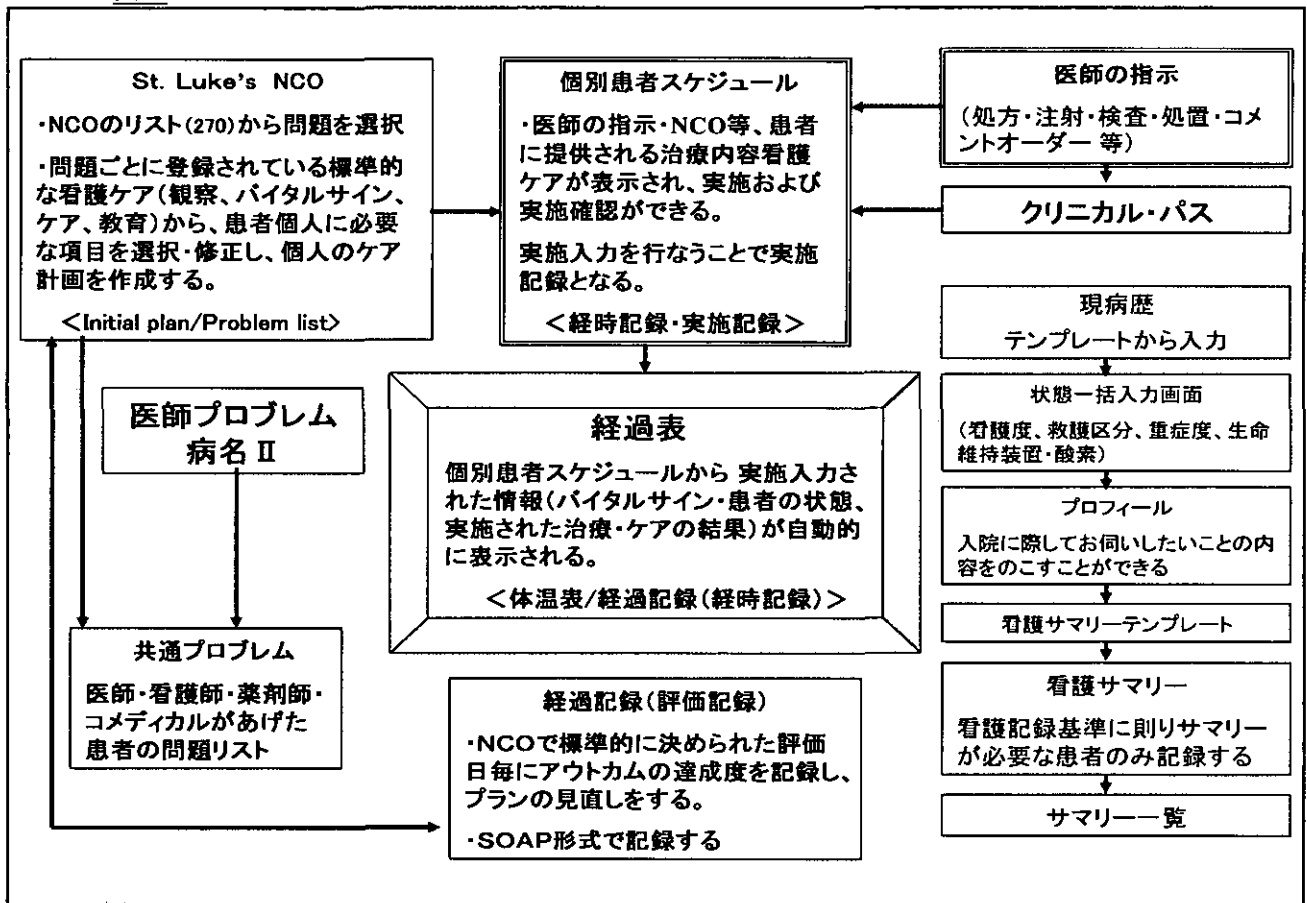 St. Luke's NCO
・NCOのリスト(270)から問題を選択
・問題ごとに登録されている標準的
な看護ケア(観察、バイタルサイン、
ケア、教育)から、患者個人に必要
な項目を選択・修正し、個人のケア
計画を作成する。
<Initial plan/Problem list>
個別患者スケジュール
・医師の指示・NCO等、患者
に提供される治療内容看護
ケアが表示され、実施および
実施確認ができる。
実施入力を行なうことで実施
記録となる。
<経時記録・実施記録>
医師の指示
(処方・注射・検査・処置・コメ
ントオーダー 等)
クリニカル・パス
医師プロブレム
病名Ⅱ
経過表
個別患者スケジュールから 実施入力さ
れた情報(バイタルサイン・患者の状態、
実施された治療・ケアの結果)が自動的
に表示される。
<体温表/経過記録(経時記録)>
共通プロブレム
医師・看護師・薬剤師・
コメディカルがあげた
患者の問題リスト
経過記録(評価記録)
・NCOで標準的に決められた評価
日毎にアウトカムの達成度を記録し、
プランの見直しをする。
・SOAP形式で記録する
現病歴
テンプレートから入力
状態一括入力画面
(看護度、救護区分、重症度、生命
維持装置・酸素)
プロフィール
入院に際してお伺いしたいことの内
容をのこすことができる
看護サマリーテンプレート
看護サマリー
看護記録基準に則りサマリー
が必要な患者のみ記録する
サマリー一覧